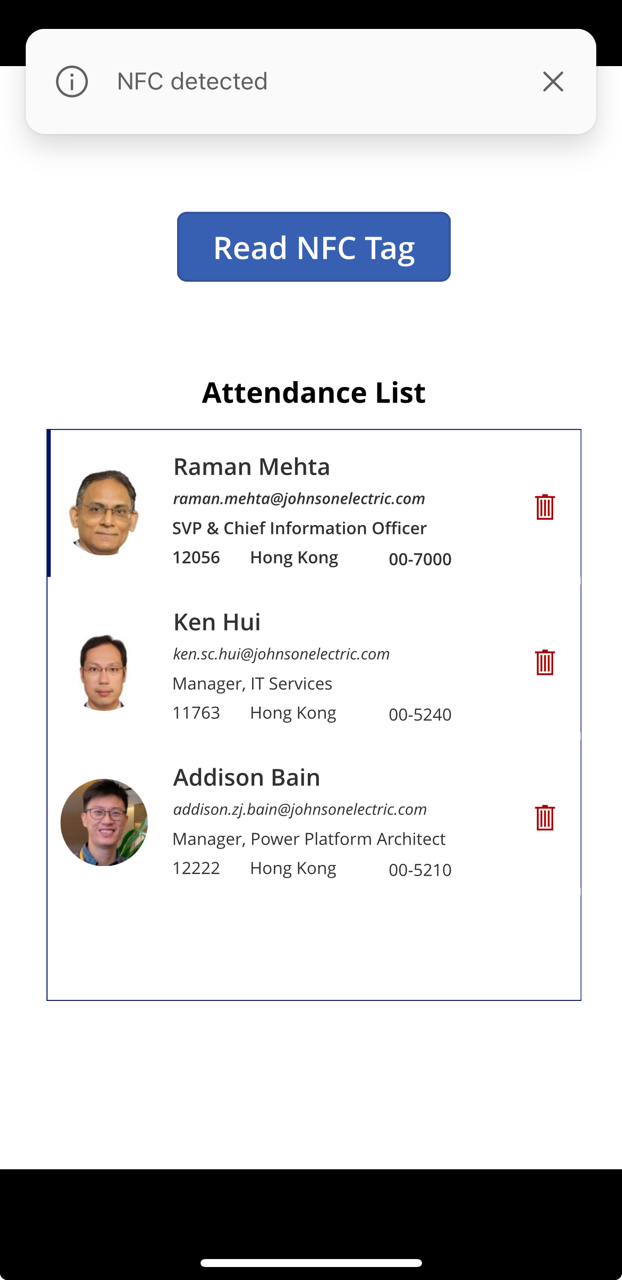 NFC detected
Read NFC Tag
Attendance List
Raman Mehta
raman.mehta@johnsonelectric.com
SVP & Chief Information Officer
12056 Hong Kong 00-7000
Ken Hui
ken.sc.hui@johnsonelectric.com
Manager, IT Services
11763 Hong Kong 00-5240
Addison Bain
addison.zj.bain@johnsonelectric.com
Manager, Power Platform Architect
12222 Hong Kong 00-5210